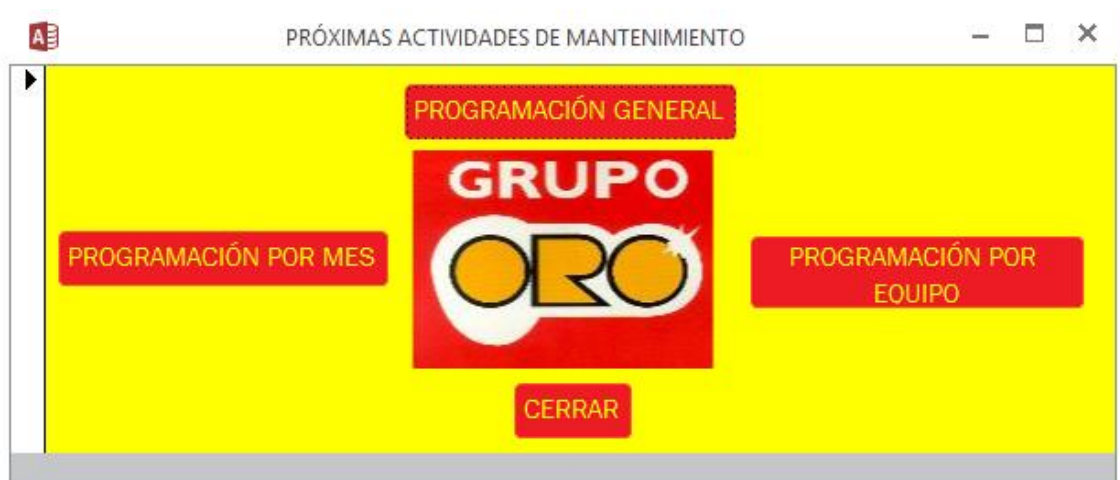 PRÓXIMAS ACTIVIDADES DE MANTENIMIENTO
PROGRAMACIÓN GENERAL
GRUPO
ORO
PROGRAMACIÓN POR MES
PROGRAMACIÓN POR
EQUIPO
CERRAR